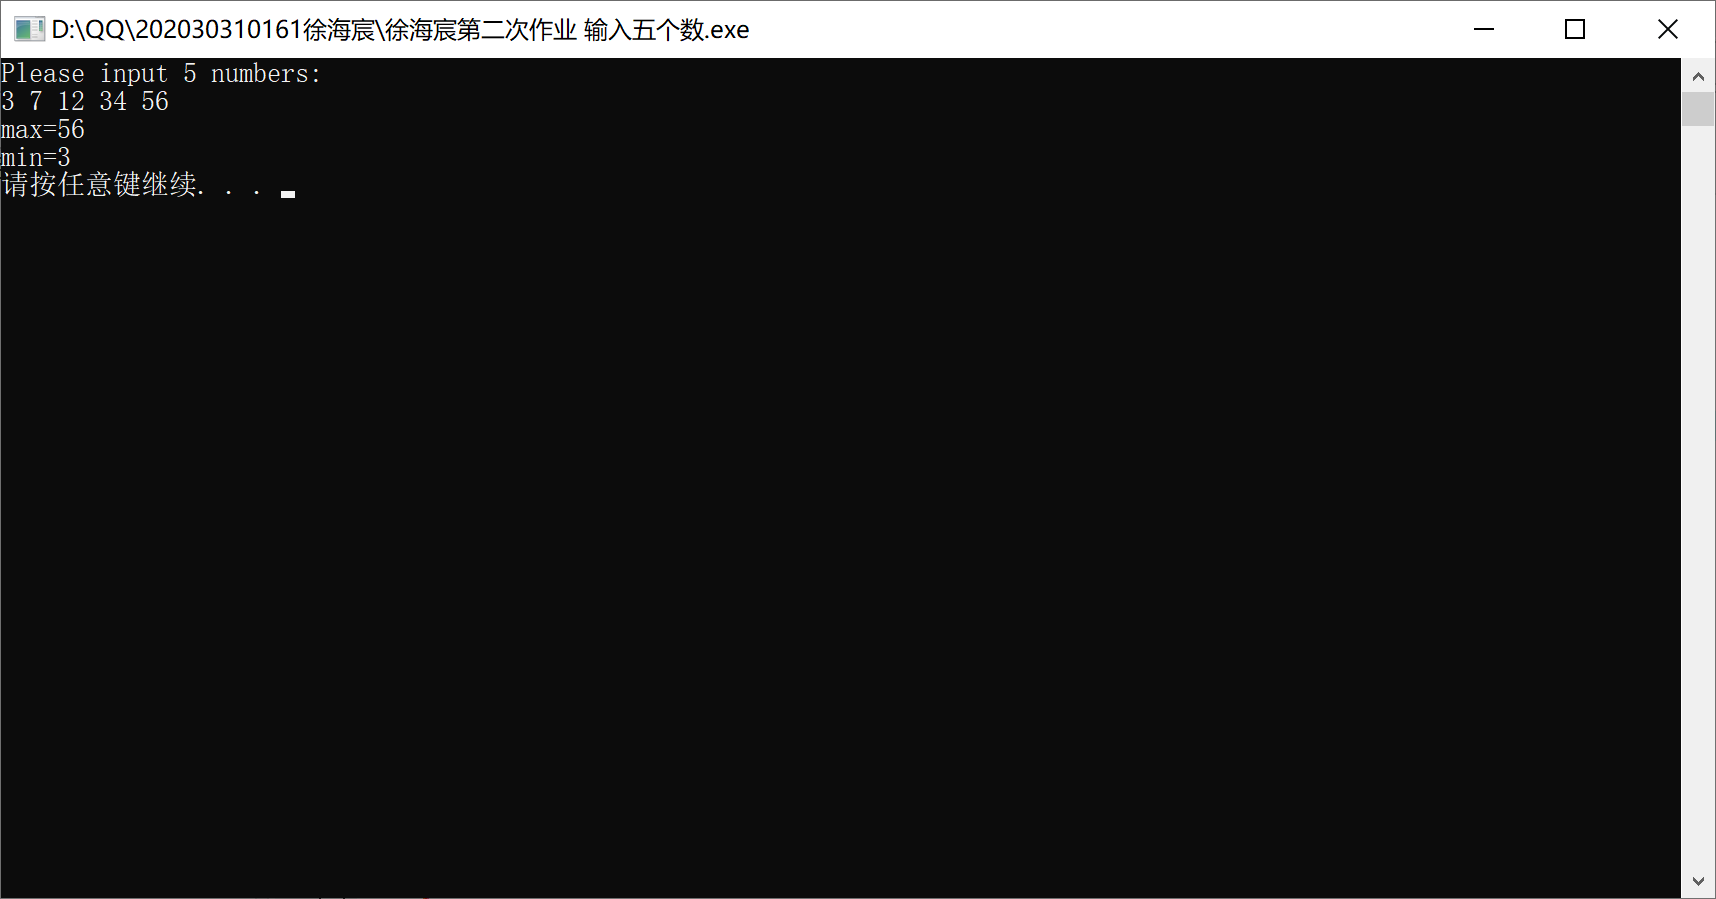 D:\QQ\202030310161徐海宸\徐海宸第二次作业 输入五个数.exe
Please input 5 numbers:
3 7 12 34 56
max=56
min=3
请按任意键继续. . .